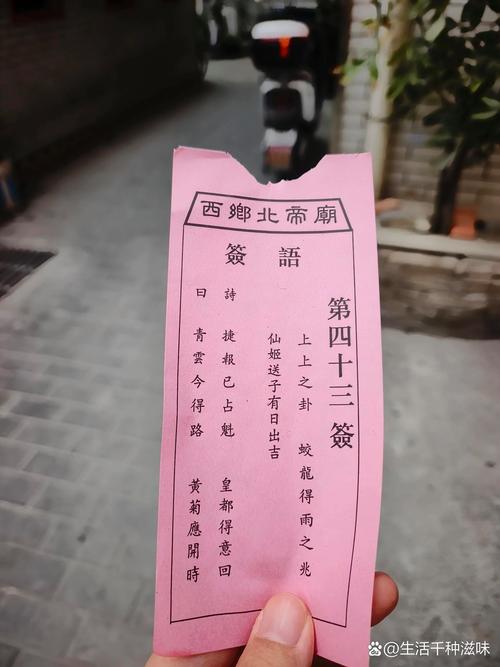 西鄉北帝廟
簽語
第四十三簽
上上之卦 蛟龍得雨之兆
仙姬送子有日出吉
詩 捷報已占魁 皇都得意回
曰 青雲今得路 黃菊應開時
生活千种滋味